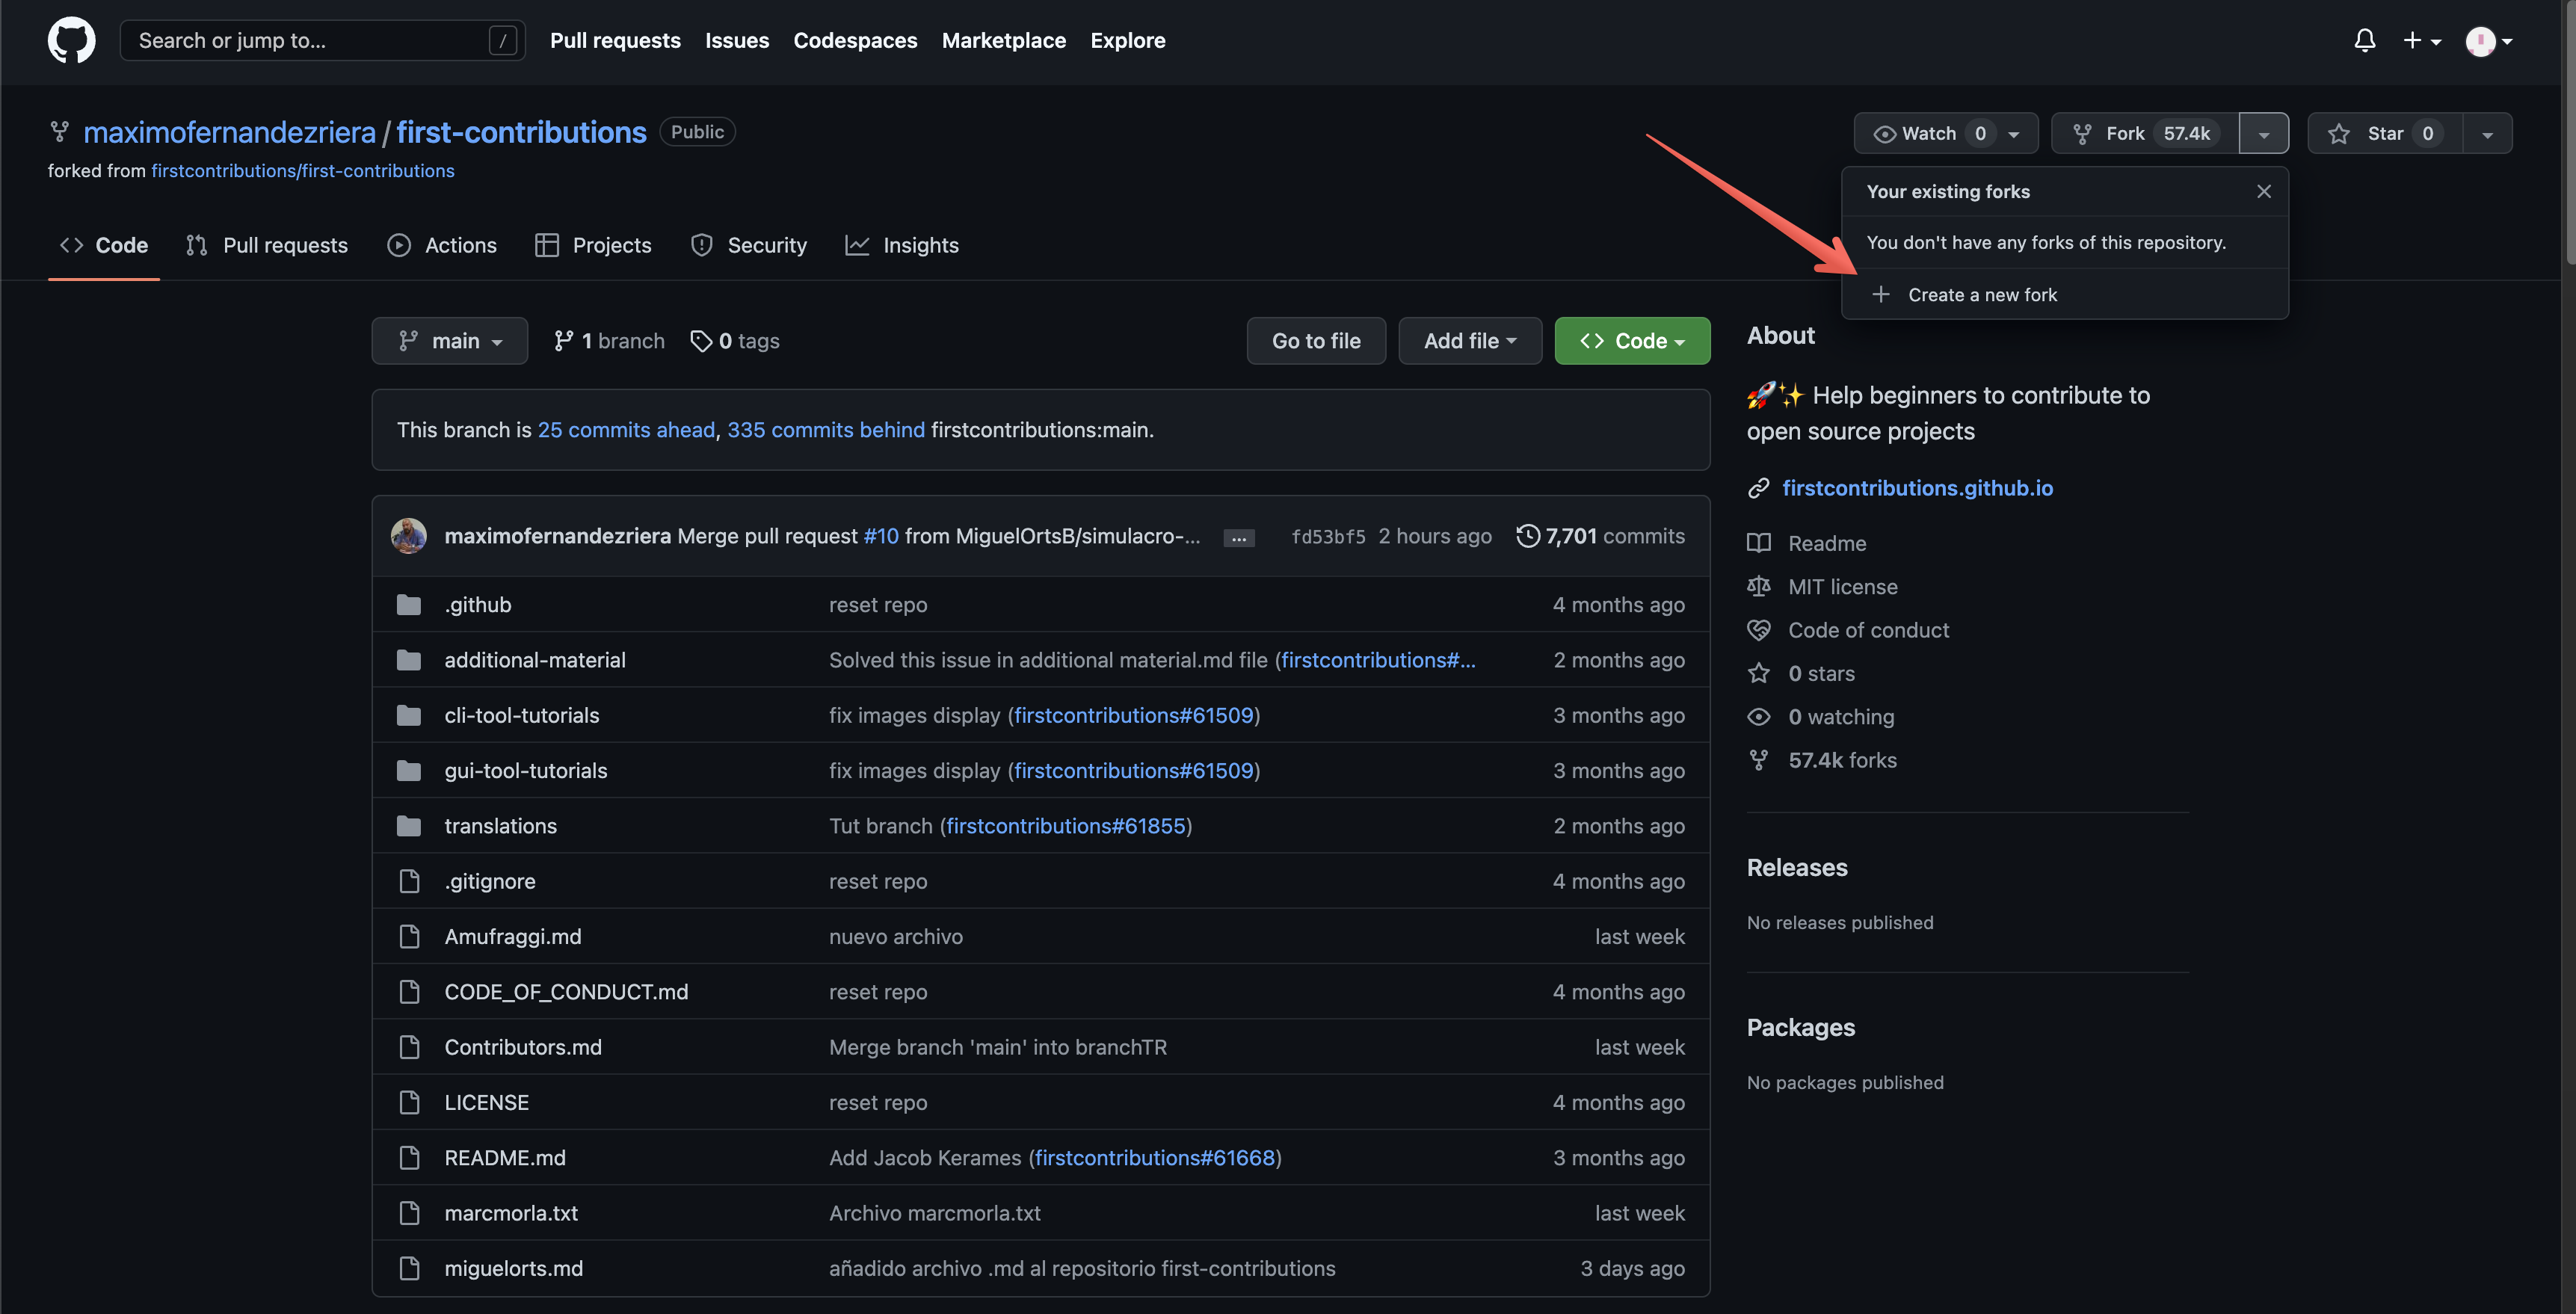 Search or jump to... / Pull requests Issues Codespaces Marketplace Explore
maximofernandezriera / first-contributions Public Watch 0 Fork 57.4k Star 0
forked from firstcontributions/first-contributions
Your existing forks
You don't have any forks of this repository.
Create a new fork
Code Pull requests Actions Projects Security Insights
main 1 branch 0 tags Go to file Add file Code
This branch is 25 commits ahead, 335 commits behind firstcontributions:main.
maximofernandezriera Merge pull request #10 from MiguelOrtsB/simulacro-... ... fd53bf5 2 hours ago 7,701 commits
.github reset repo 4 months ago
additional-material Solved this issue in additional material.md file (firstcontributions#... 2 months ago
cli-tool-tutorials fix images display (firstcontributions#61509) 3 months ago
gui-tool-tutorials fix images display (firstcontributions#61509) 3 months ago
translations Tut branch (firstcontributions#61855) 2 months ago
.gitignore reset repo 4 months ago
Amufraggi.md nuevo archivo last week
CODE_OF_CONDUCT.md reset repo 4 months ago
Contributors.md Merge branch 'main' into branchTR last week
LICENSE reset repo 4 months ago
README.md Add Jacob Kerames (firstcontributions#61668) 3 months ago
marcmorla.txt Archivo marcmorla.txt last week
miguelorts.md añadido archivo .md al repositorio first-contributions 3 days ago
About
🚀✨ Help beginners to contribute to
open source projects
firstcontributions.github.io
Readme
MIT license
Code of conduct
0 stars
0 watching
57.4k forks
Releases
No releases published
Packages
No packages published